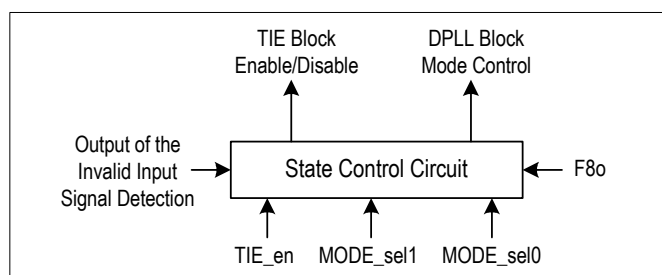 TIE Block
Enable/Disable
DPLL Block
Mode Control
Output of the
Invalid Input
Signal Detection
State Control Circuit
F8o
TIE_en
MODE_sel1
MODE_sel0